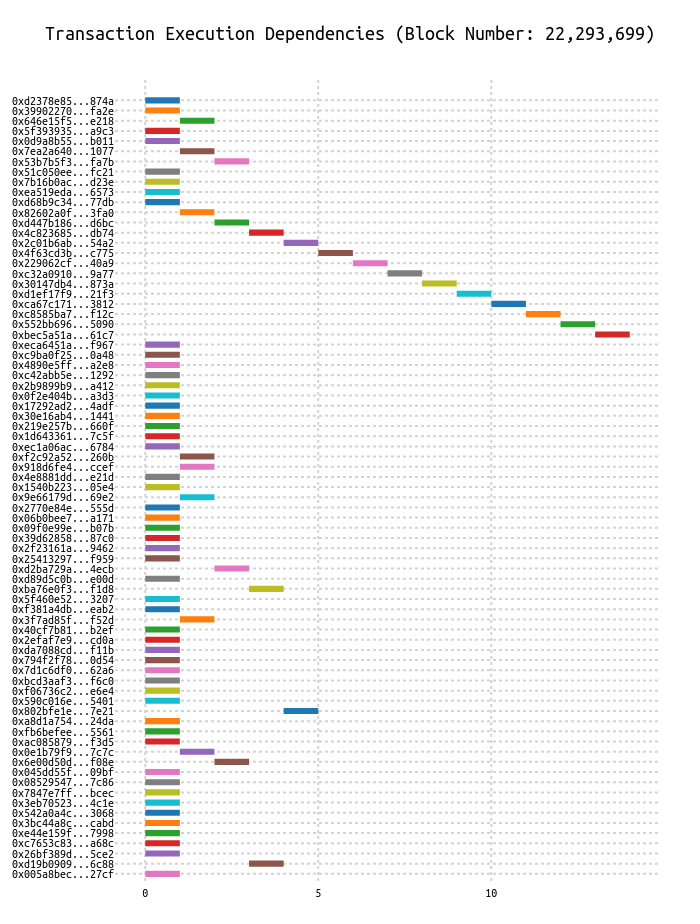 Transaction Execution Dependencies (Block Number: 22,293,699)
0xd2378e85...874a
0x39902270...fa2e
0x646e15f5...e218
0x5f393935...a9c3
0x0d9a8b55...b011
0x7ea2a640...1077
0x53b7b5f3...fa7b
0x51c050ee...fc21
0x7b16b0ac...d23e
0xea519eda...6573
0xd68b9c34...77db
0x82602a0f...3fa0
0xd447b186...d6bc
0x4c823685...db74
0x2c01b6ab...54a2
0x4f63cd3b...c775
0x229062cf...40a9
0xc32a0910...9a77
0x30147db4...873a
0xd1ef17f9...21f3
0xca67c171...3812
0xc8585ba7...f12c
0x552bb696...5090
0xbec5a51a...61c7
0xeca6451a...f967
0xc9ba0f25...0a48
0x4890e5ff...a2e8
0xc42abb5e...1292
0x2b9899b9...a412
0x0f2e404b...a3d3
0x17292ad2...4adf
0x30e16ab4...1441
0x219e257b...660f
0x1d643361...7c5f
0xec1a06ac...6784
0xf2c92a52...260b
0x918d6fe4...ccef
0x4e8881dd...e21d
0x1540b223...05e4
0x9e66179d...69e2
0x2770e84e...555d
0x06b0bee7...a171
0x09f0e99e...b07b
0x39d62858...87c0
0x2f23161a...9462
0x25413297...f959
0xd2ba729a...4ecb
0xd89d5c0b...e00d
0xba76e0f3...f1d8
0x5f460e52...3207
0xf381a4db...eab2
0x3f7ad85f...f52d
0x40cf7b81...b2ef
0x2efaf7e9...cd0a
0xda7088cd...f11b
0x794f2f78...0d54
0x7d1c6df0...62a6
0xbcd3aaf3...f6c0
0xf06736c2...e6e4
0x590c016e...5401
0x802bfe1e...7e21
0xa8d1a754...24da
0xfb6befee...5561
0xac085879...f3d5
0x0e1b79f9...7c7c
0x6e00d50d...f08e
0x045dd55f...09bf
0x08529547...7c86
0x7847e7ff...bcec
0x3eb70523...4c1e
0x542a0a4c...3068
0x3bc44a8c...cabd
0xe44e159f...7998
0xc7653c83...a68c
0x26bf389d...5ce2
0xd19b0909...6c88
0x005a8bec...27cf
0 5 10